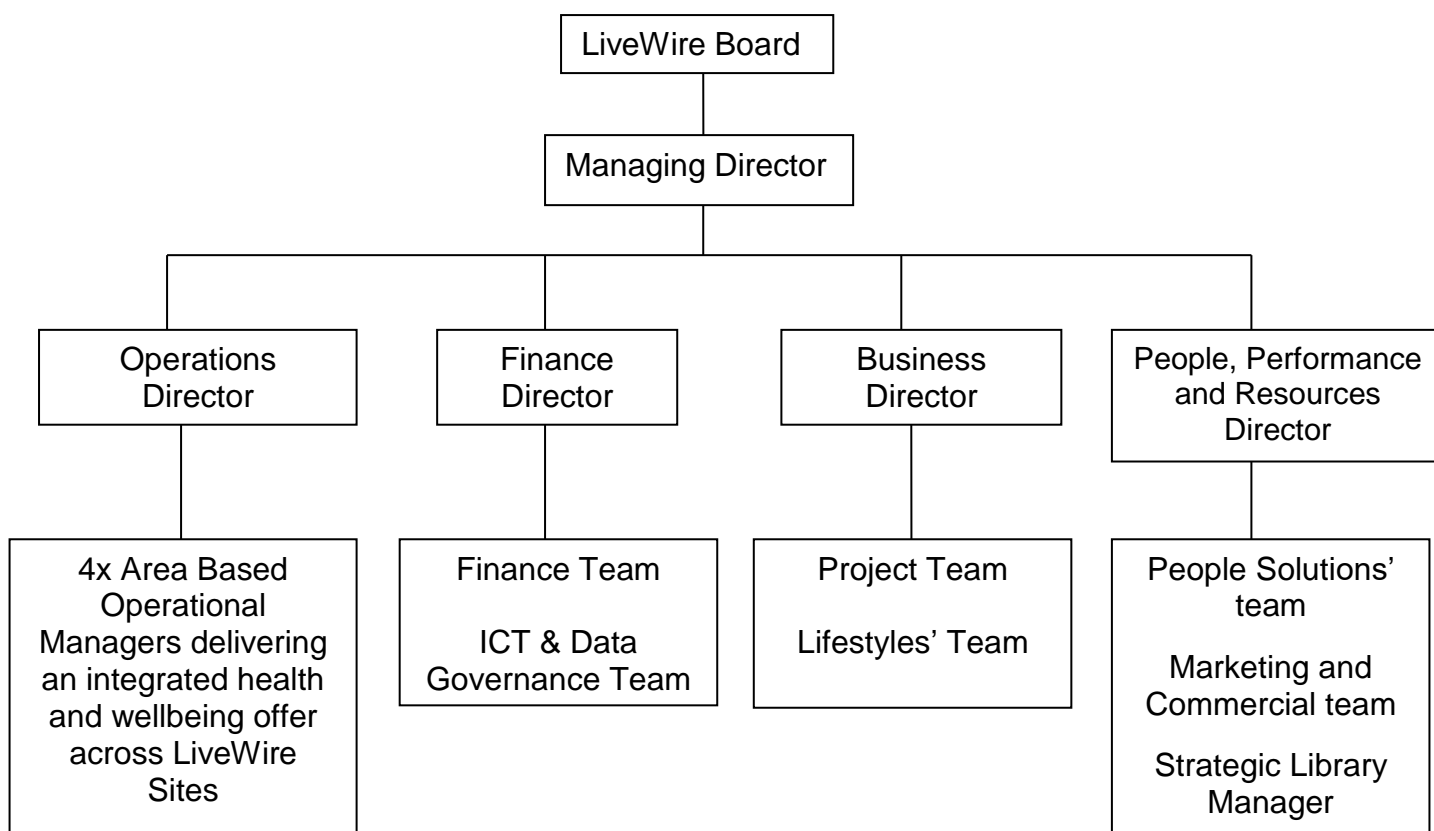 LiveWire Board
Managing Director
Operations
Director
Finance
Director
Business
Director
People, Performance
and Resources
Director
4x Area Based
Operational
Managers delivering
an integrated health
and wellbeing offer
across LiveWire
Sites
Finance Team
ICT & Data
Governance Team
Project Team
Lifestyles’ Team
People Solutions’
team
Marketing and
Commercial team
Strategic Library
Manager